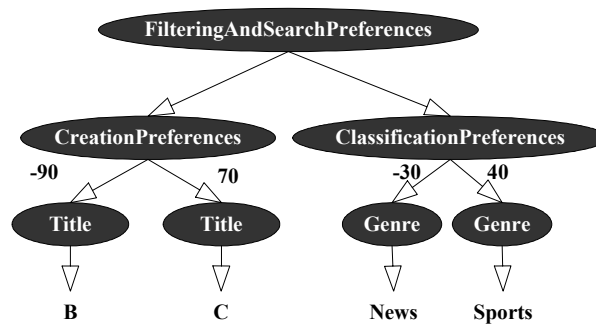 FilteringAndSearchPreferences
CreationPreferences
ClassificationPreferences
-90
70
-30
40
Title
Title
Genre
Genre
B
C
News
Sports